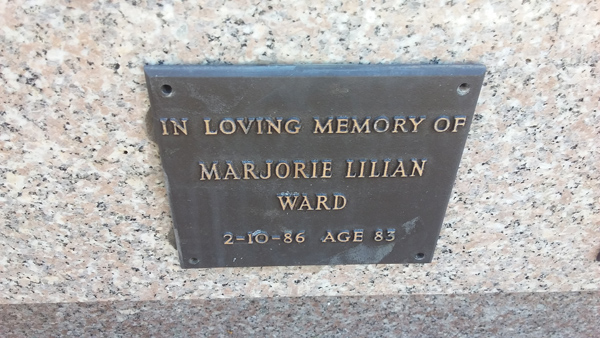 IN LOVING MEMORY OF
MARJORIE LILIAN
WARD
2-10-86 AGE 83